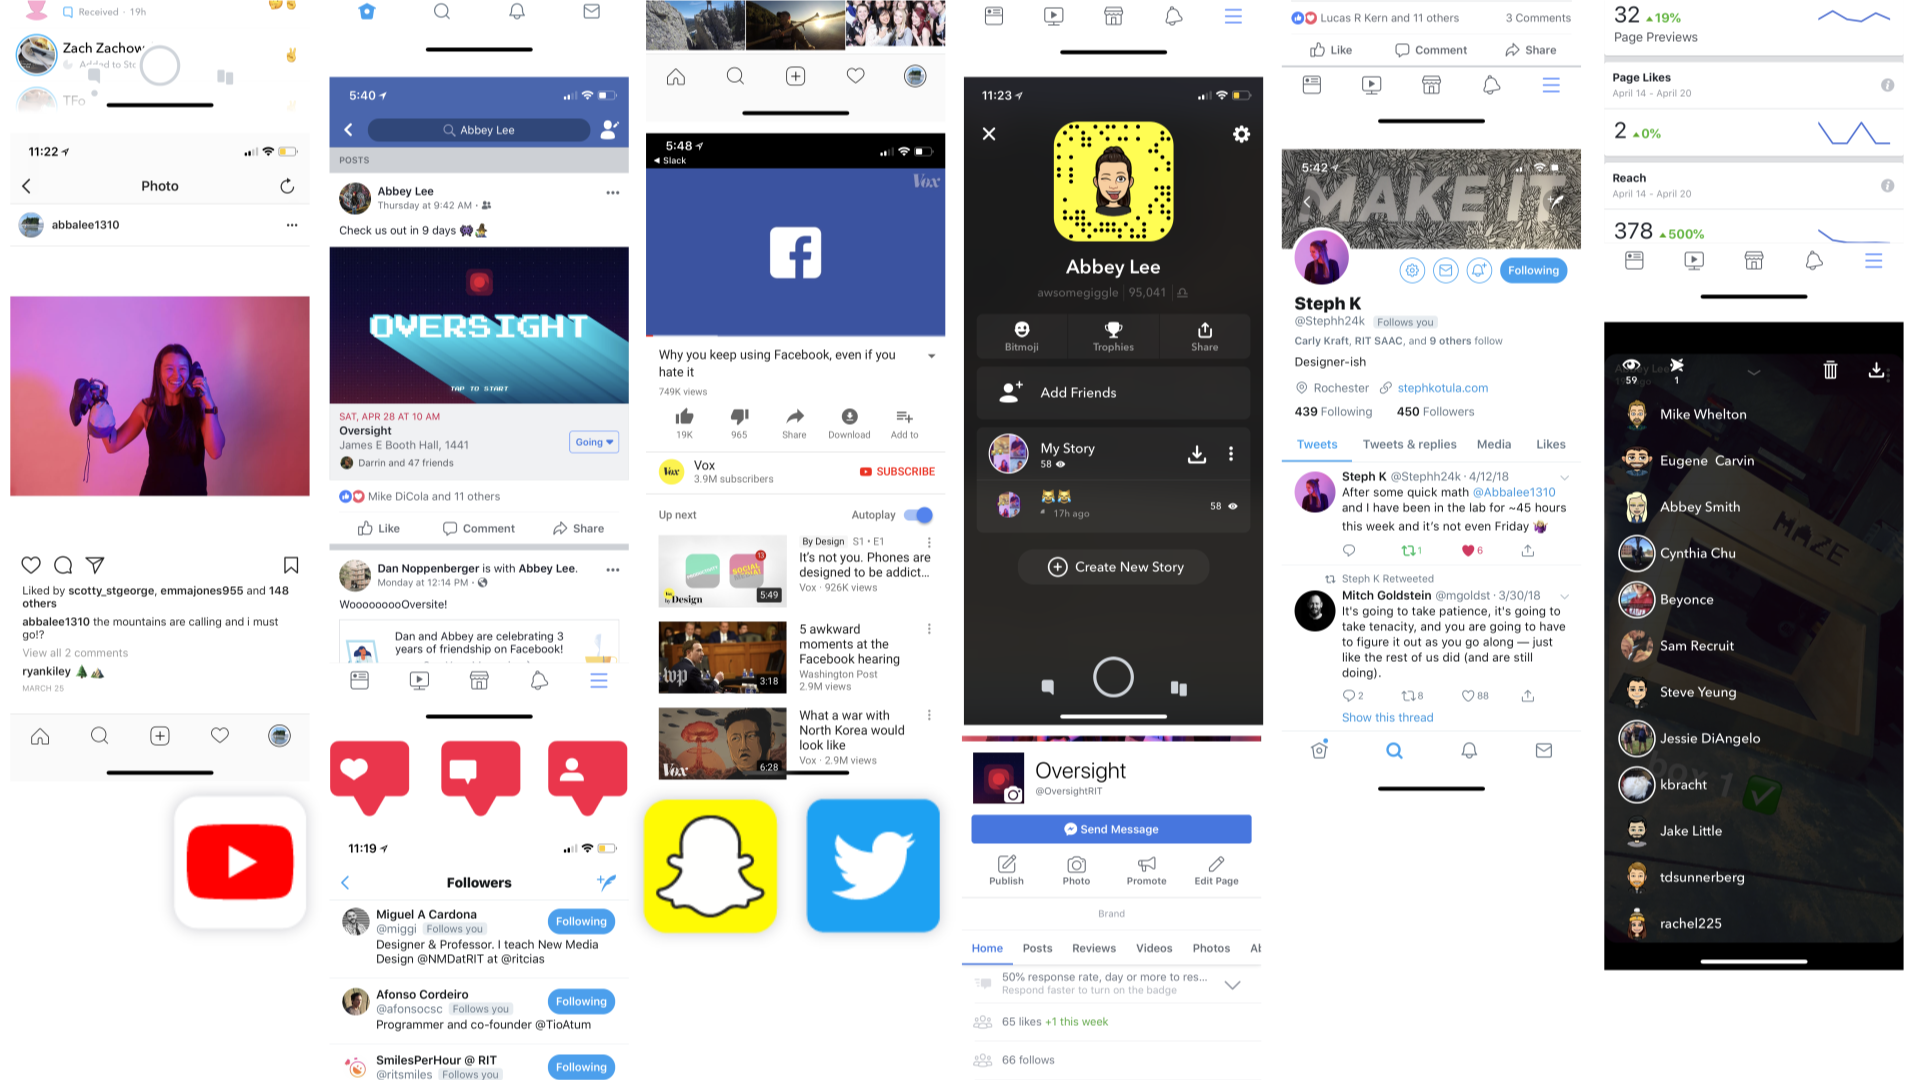 Received · 19h
Zach Zachow
Added to Sto
TFo
11:22
Photo
abbalee1310
Liked by scotty_stgeorge, emmajones955 and 148
others
abbalee1310 the mountains are calling and i must
go!?
View all 2 comments
ryankiley
MARCH 25
5:40
Abbey Lee
POSTS
Abbey Lee
Thursday at 9:42 AM ·
Check us out in 9 days
OVERSIGHT
TAP TO START
SAT, APR 28 AT 10 AM
Oversight
James E Booth Hall, 1441
Going
Darrin and 47 friends
Mike DiCola and 11 others
Like
Comment
Share
Dan Noppenberger is with Abbey Lee.
Monday at 12:14 PM ·
WooooooooOversite!
Dan and Abbey are celebrating 3
years of friendship on Facebook!
11:19
Followers
Miguel A Cardona
@miggi Follows you
Following
Designer & Professor. I teach New Media
Design @NMDatRIT at @ritcias
Afonso Cordeiro
@afonsocsc Follows you
Following
Programmer and co-founder @TioAtum
SmilesPerHour @ RIT
@ritsmiles Follows you
Following
5:48
Slack
Vox
Why you keep using Facebook, even if you
hate it
749K views
19K
965
Share
Download
Add to
Vox
Vox
3.9M subscribers
SUBSCRIBE
Up next
Autoplay
PRODUCTIVITY
SOCIAL
13
by Design
5:49
By Design S1 • E1
It's not you. Phones are
designed to be addict...
Vox · 926K views
wp
3:18
5 awkward
moments at the
Facebook hearing
Washington Post
2.9M views
Vox
6:28
What a war with
North Korea would
look like
Vox · 2.9M views
11:23
Abbey Lee
awsomegiggle | 95,041 |
Bitmoji
Trophies
Share
Add Friends
My Story
58
17h ago
58
Create New Story
Oversight
@OversightRIT
Send Message
Publish
Photo
Promote
Edit Page
Brand
Home
Posts
Reviews
Videos
Photos
Al
50% response rate, day or more to res...
Respond faster to turn on the badge
65 likes +1 this week
66 follows
Lucas R Kern and 11 others
3 Comments
Like
Comment
Share
5:42
MAKE IT
Following
Steph K
@Stephh24k Follows you
Carly Kraft, RIT SAAC, and 9 others follow
Designer-ish
Rochester stephkotula.com
439 Following 450 Followers
Tweets
Tweets & replies
Media
Likes
Steph K @Stephh24k · 4/12/18
After some quick math @Abbalee1310
and I have been in the lab for ~45 hours
this week and it's not even Friday
1
6
Steph K Retweeted
Mitch Goldstein @mgoldst · 3/30/18
It's going to take patience, it's going to
take tenacity, and you are going to have
to figure it out as you go along — just
like the rest of us did (and are still
doing).
2
8
88
Show this thread
32 19%
Page Previews
Page Likes
April 14 - April 20
2 0%
Reach
April 14 - April 20
378 500%
Abbey Le
59
1
Mike Whelton
Eugene Carvin
Abbey Smith
MAZE
Cynthia Chu
Beyonce
Sam Recruit
Steve Yeung
Jessie DiAngelo
box 1
kbracht
Jake Little
tdsunnerberg
rachel225